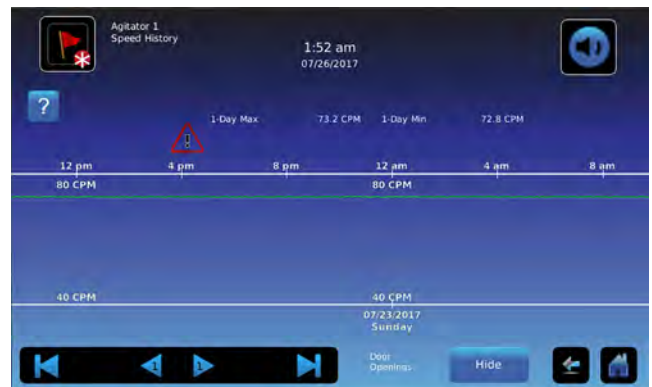 Agitator 1
Speed History
1:52 am
07/26/2017
?
1-Day Max 73.2 CPM 1-Day Min 72.8 CPM
!
12 pm 4 pm 8 pm 12 am 4 am 8 am
80 CPM 80 CPM
40 CPM 40 CPM
07/23/2017
Sunday
1 1
Door
Openings
Hide